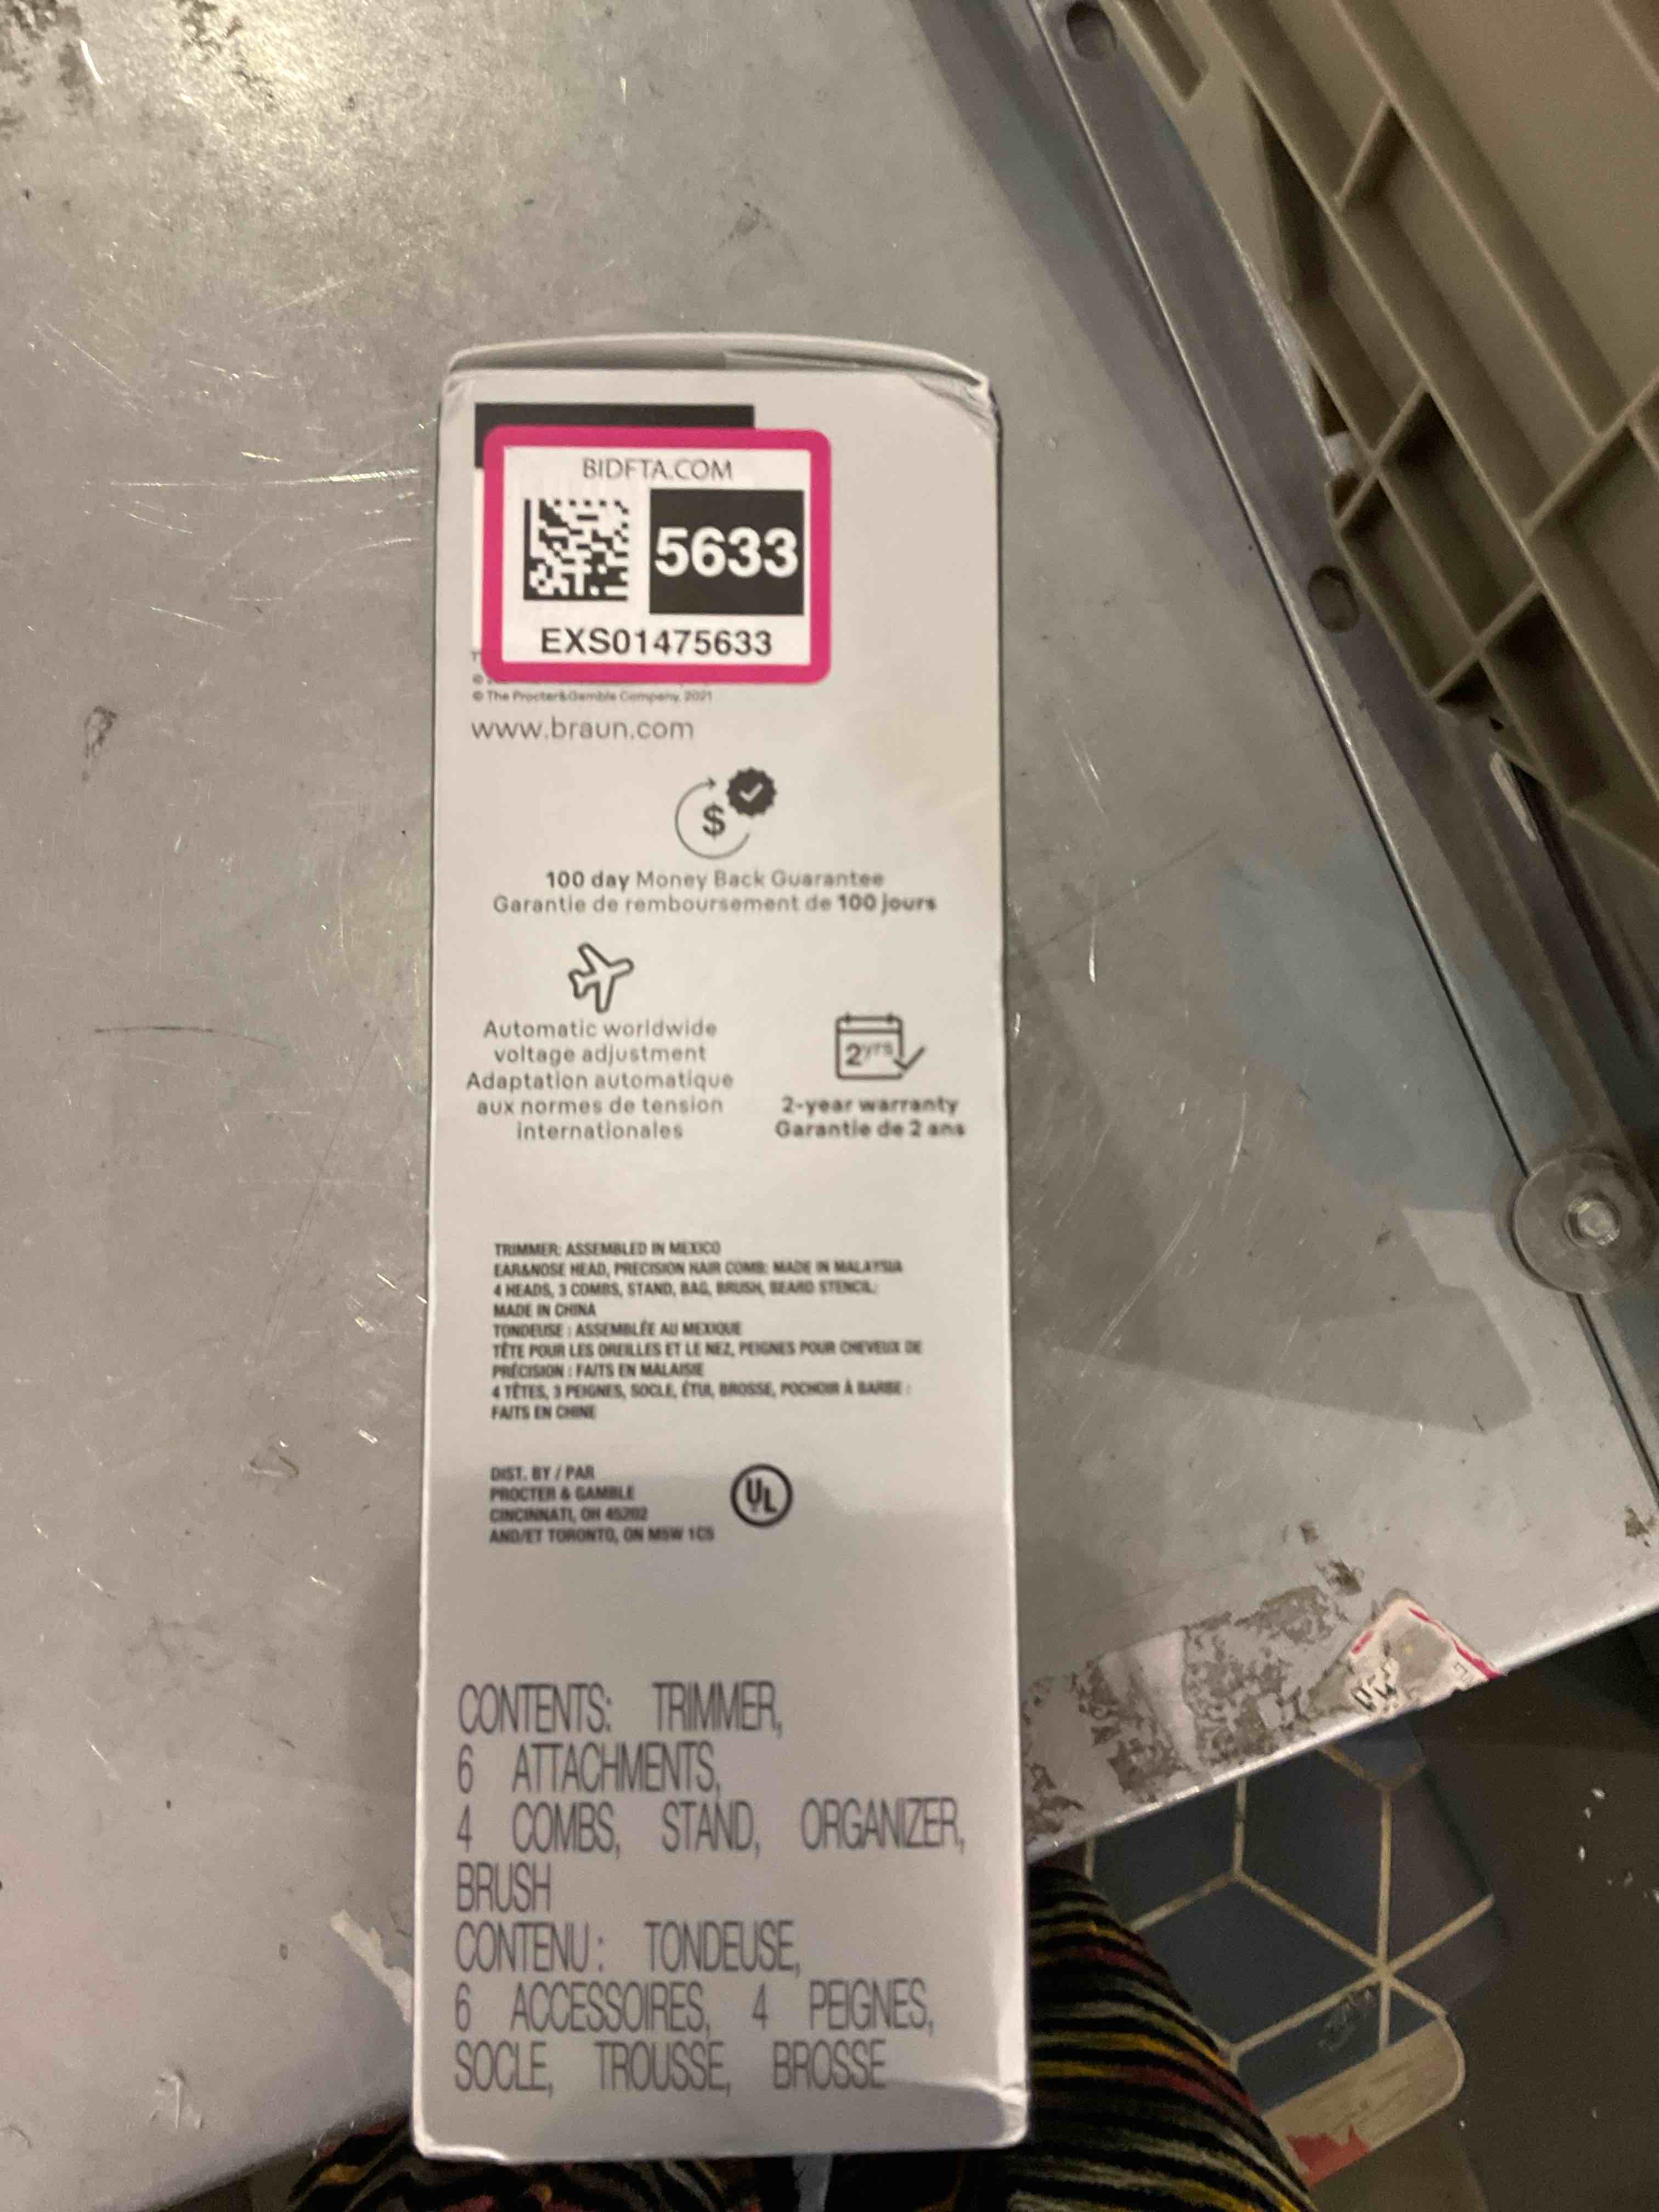 BIDFTA.COM
5633
EXS01475633
© The Procter&Gamble Company, 2021
www.braun.com
$
100 day Money Back Guarantee
Garantie de remboursement de 100 jours
Automatic worldwide
voltage adjustment
Adaptation automatique
aux normes de tension
internationales
2yrs
2-year warranty
Garantie de 2 ans
TRIMMER: ASSEMBLED IN MEXICO
EAR&NOSE HEAD, PRECISION HAIR COMB: MADE IN MALAYSIA
4 HEADS, 3 COMBS, STAND, BAG, BRUSH, BEARD STENCIL:
MADE IN CHINA
TONDEUSE : ASSEMBLÉE AU MEXIQUE
TÊTE POUR LES OREILLES ET LE NEZ, PEIGNES POUR CHEVEUX DE
PRÉCISION : FAITS EN MALAISIE
4 TÊTES, 3 PEIGNES, SOCLE, ÉTUI, BROSSE, POCHOIR À BARBE :
FAITS EN CHINE
DIST. BY / PAR
PROCTER & GAMBLE
CINCINNATI, OH 45202
AND/ET TORONTO, ON M5W 1C5
UL
CONTENTS: TRIMMER,
6 ATTACHMENTS,
4 COMBS, STAND, ORGANIZER,
BRUSH
CONTENU : TONDEUSE,
6 ACCESSOIRES, 4 PEIGNES,
SOCLE, TROUSSE, BROSSE